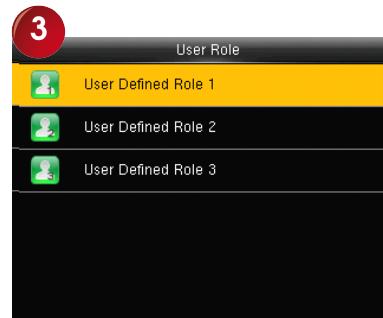 3
User Role
User Defined Role 1
User Defined Role 2
User Defined Role 3